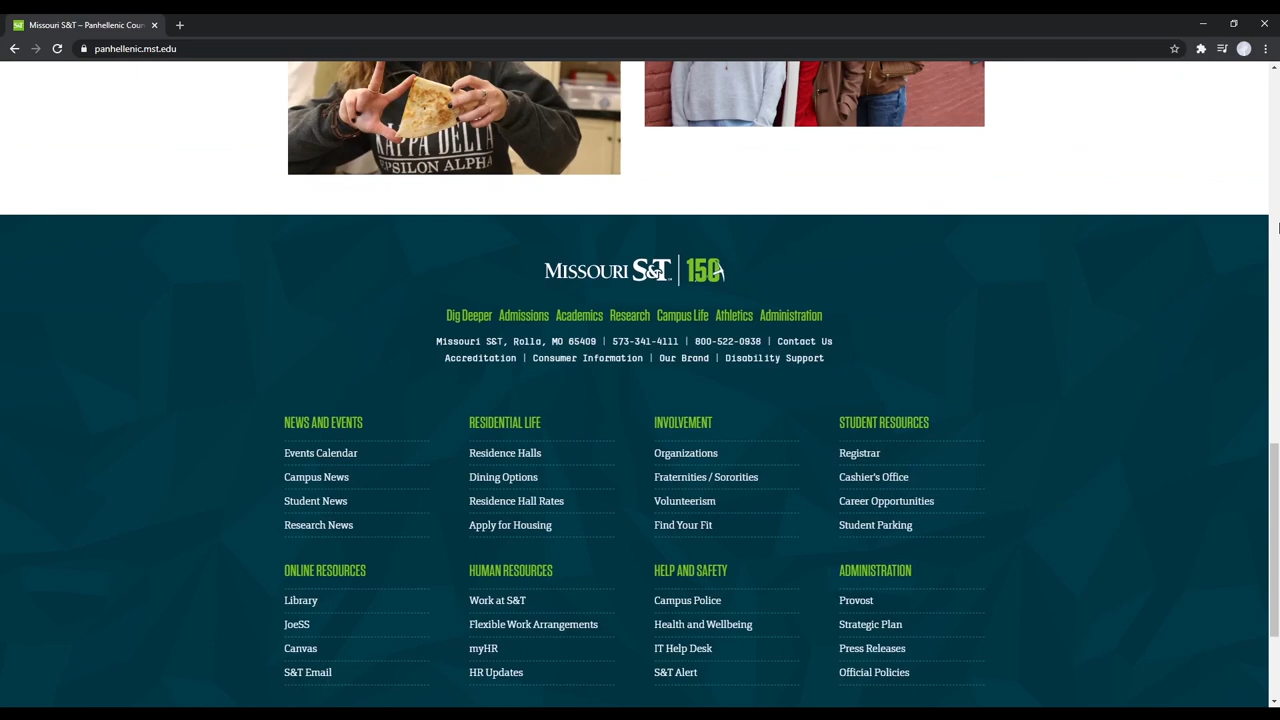 Missouri S&T – Panhellenic Coun
panhellenic.mst.edu
KAPPA DELTA
EPSILON ALPHA
MISSOURI S&T 150
Dig Deeper Admissions Academics Research Campus Life Athletics Administration
Missouri S&T, Rolla, MO 65409 | 573-341-4111 | 800-522-0938 | Contact Us
Accreditation | Consumer Information | Our Brand | Disability Support
NEWS AND EVENTS
Events Calendar
Campus News
Student News
Research News
RESIDENTIAL LIFE
Residence Halls
Dining Options
Residence Hall Rates
Apply for Housing
INVOLVEMENT
Organizations
Fraternities / Sororities
Volunteerism
Find Your Fit
STUDENT RESOURCES
Registrar
Cashier's Office
Career Opportunities
Student Parking
ONLINE RESOURCES
Library
JoeSS
Canvas
S&T Email
HUMAN RESOURCES
Work at S&T
Flexible Work Arrangements
myHR
HR Updates
HELP AND SAFETY
Campus Police
Health and Wellbeing
IT Help Desk
S&T Alert
ADMINISTRATION
Provost
Strategic Plan
Press Releases
Official Policies